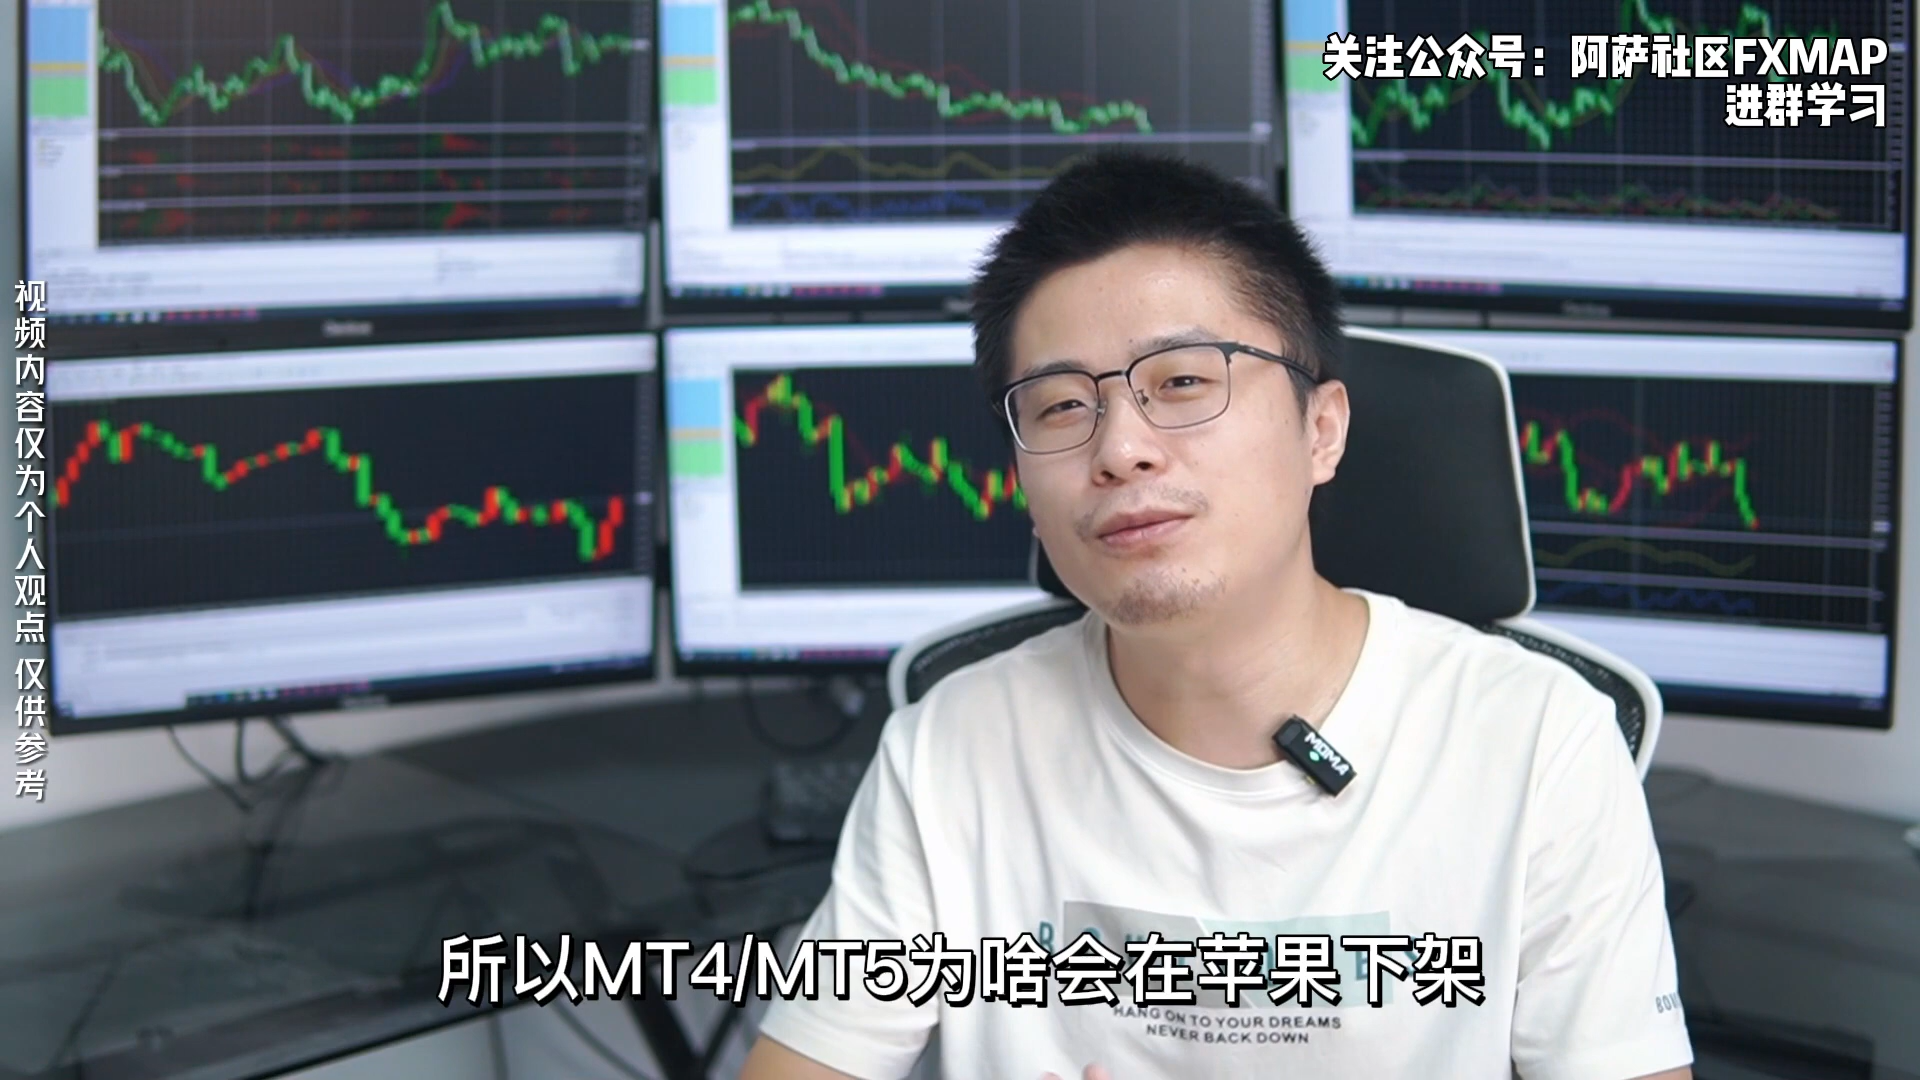 关注公众号：阿萨社区FXMAP
进群学习
视频内容仅为个人观点 仅供参考
MOMA
所以MT4/MT5为啥会在苹果下架
HANG ON TO YOUR DREAMS
NEVER BACK DOWN